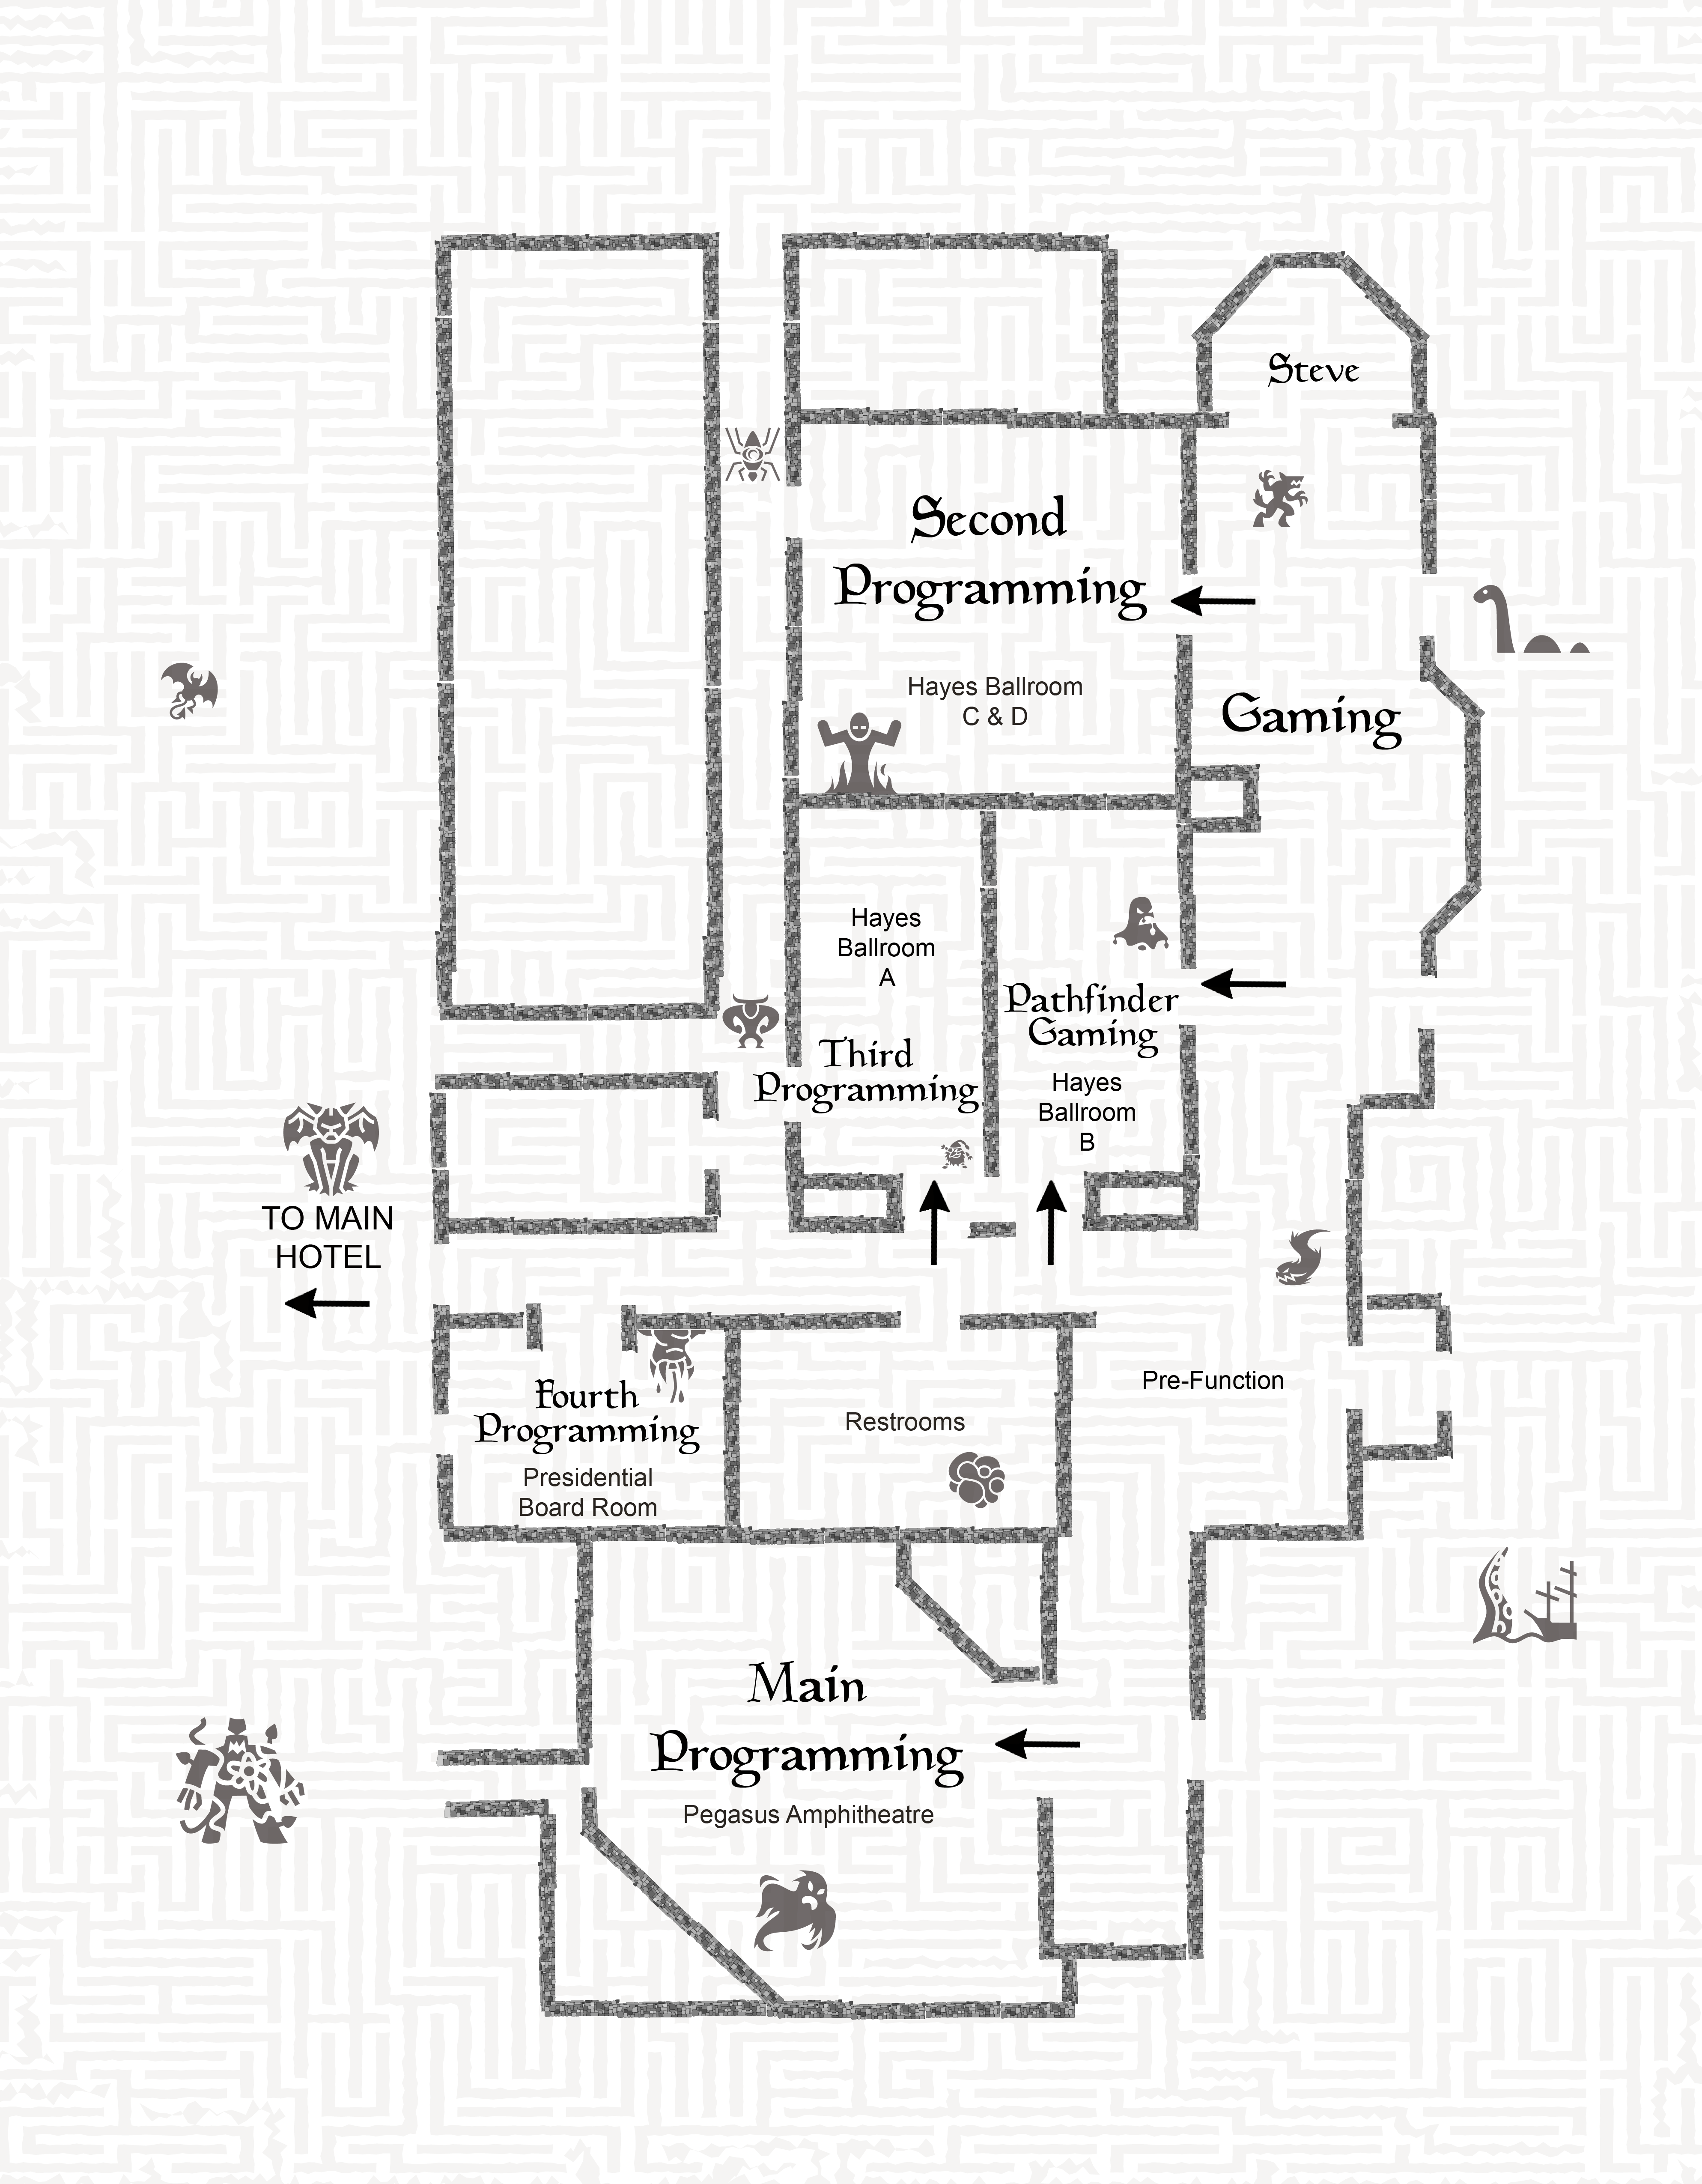 Steve
Second
Programming
Hayes Ballroom
C & D
Gaming
Hayes
Ballroom
A
Third
Programming
Pathfinder
Gaming
Hayes
Ballroom
B
TO MAIN
HOTEL
Fourth
Programming
Presidential
Board Room
Restrooms
Pre-Function
Main
Programming
Pegasus Amphitheatre